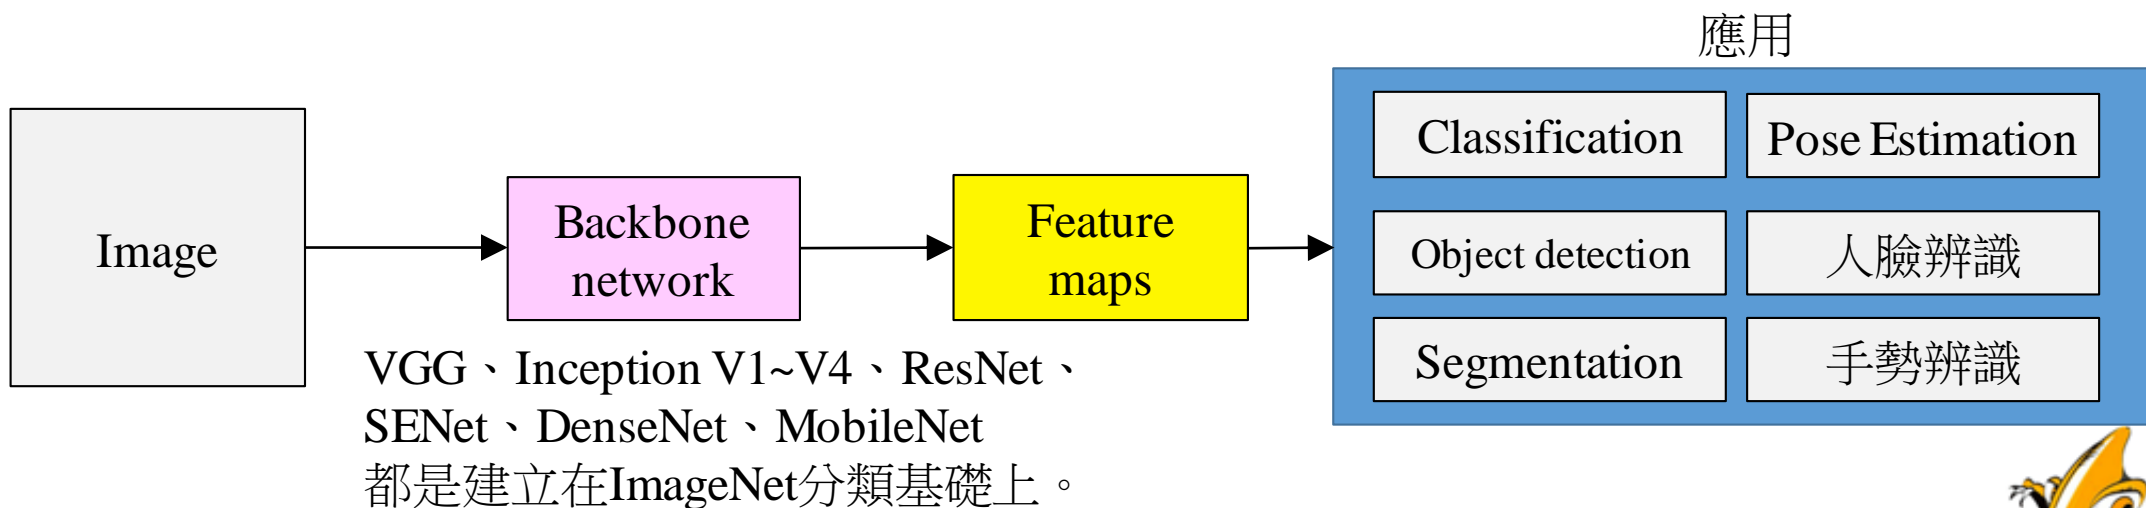 應用
Image
Backbone
network
Feature
maps
Classification
Pose Estimation
Object detection
人臉辨識
Segmentation
手勢辨識
VGG、Inception V1~V4、ResNet、
SENet、DenseNet、MobileNet
都是建立在ImageNet分類基礎上。